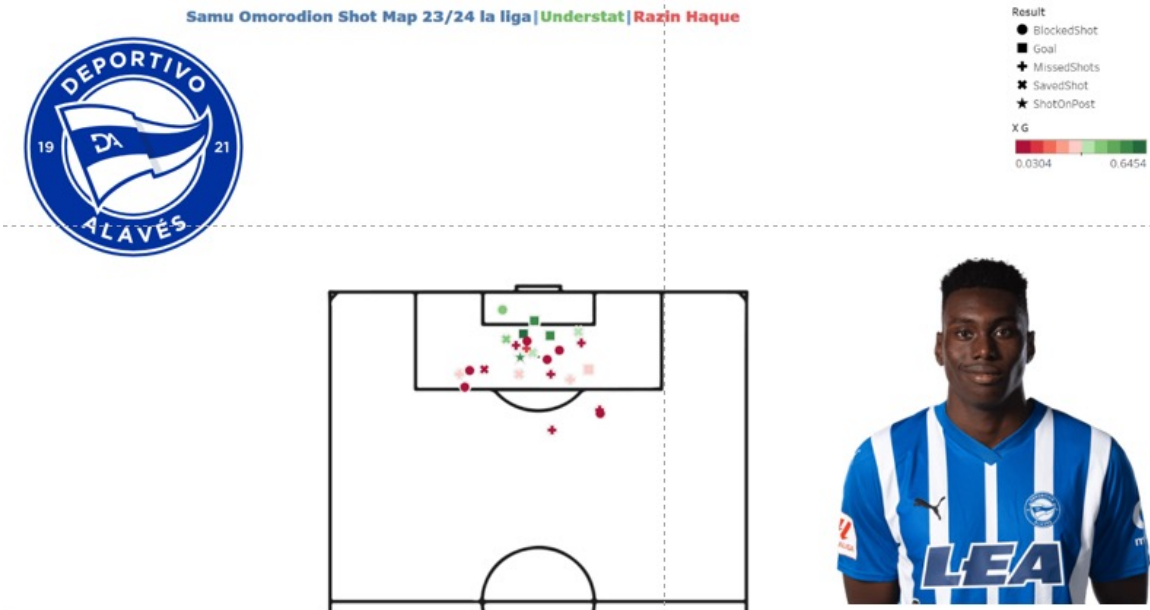 Samu Omorodion Shot Map 23/24 la liga|Understat|Razin Haque
Result
BlockedShot
Goal
MissedShots
SavedShot
ShotOnPost
X G
0.0304 0.6454
DEPORTIVO
19 21
DA
ALAVÉS
LEA